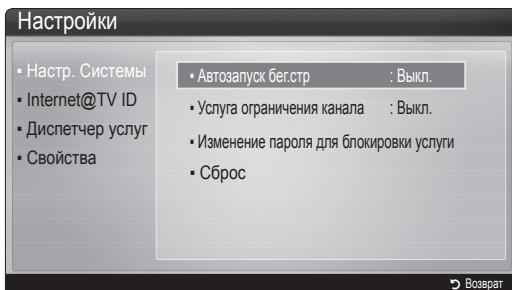 Настройки
▪ Настр. Системы
▪ Internet@TV ID
▪ Диспетчер услуг
▪ Свойства
▪ Автозапуск бег.стр : Выкл.
▪ Услуга ограничения канала : Выкл.
▪ Изменение пароля для блокировки услуги
▪ Сброс
Возврат